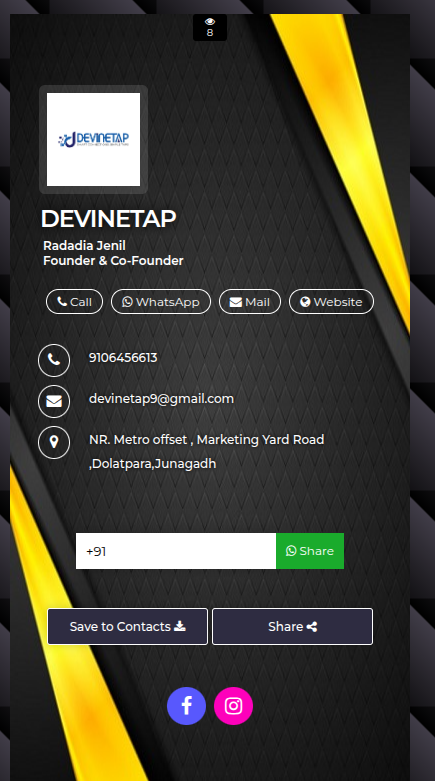 8
DEVINETAP
DEVINETAP
Radadia Jenil
Founder & Co-Founder
Call
WhatsApp
Mail
Website
9106456613
devinetap9@gmail.com
NR. Metro offset , Marketing Yard Road
,Dolatpara,Junagadh
+91
Share
Save to Contacts
Share